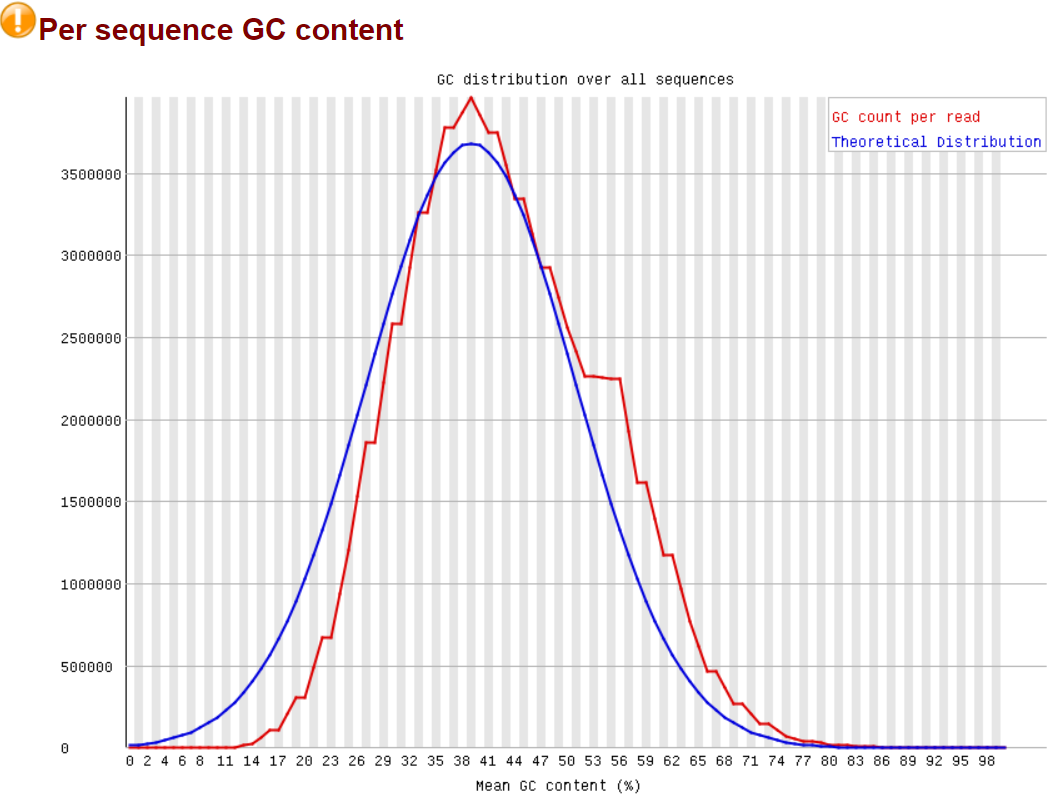 Per sequence GC content
GC distribution over all sequences
GC count per read
Theoretical Distribution
3500000
3000000
2500000
2000000
1500000
1000000
500000
0
0 2 4 6 8 11 14 17 20 23 26 29 32 35 38 41 44 47 50 53 56 59 62 65 68 71 74 77 80 83 86 89 92 95 98
Mean GC content (%)